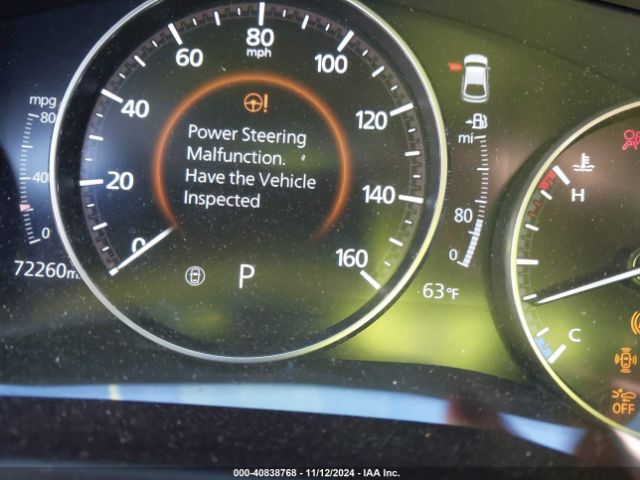 80
mph
60
100
40
120
20
140
0
160
Power Steering
Malfunction.
Have the Vehicle
Inspected
P
mpg
80
40
0
72260m
mi
80
0
63°F
H
C
OFF
000-40838768 - 11/12/2024 - IAA Inc.